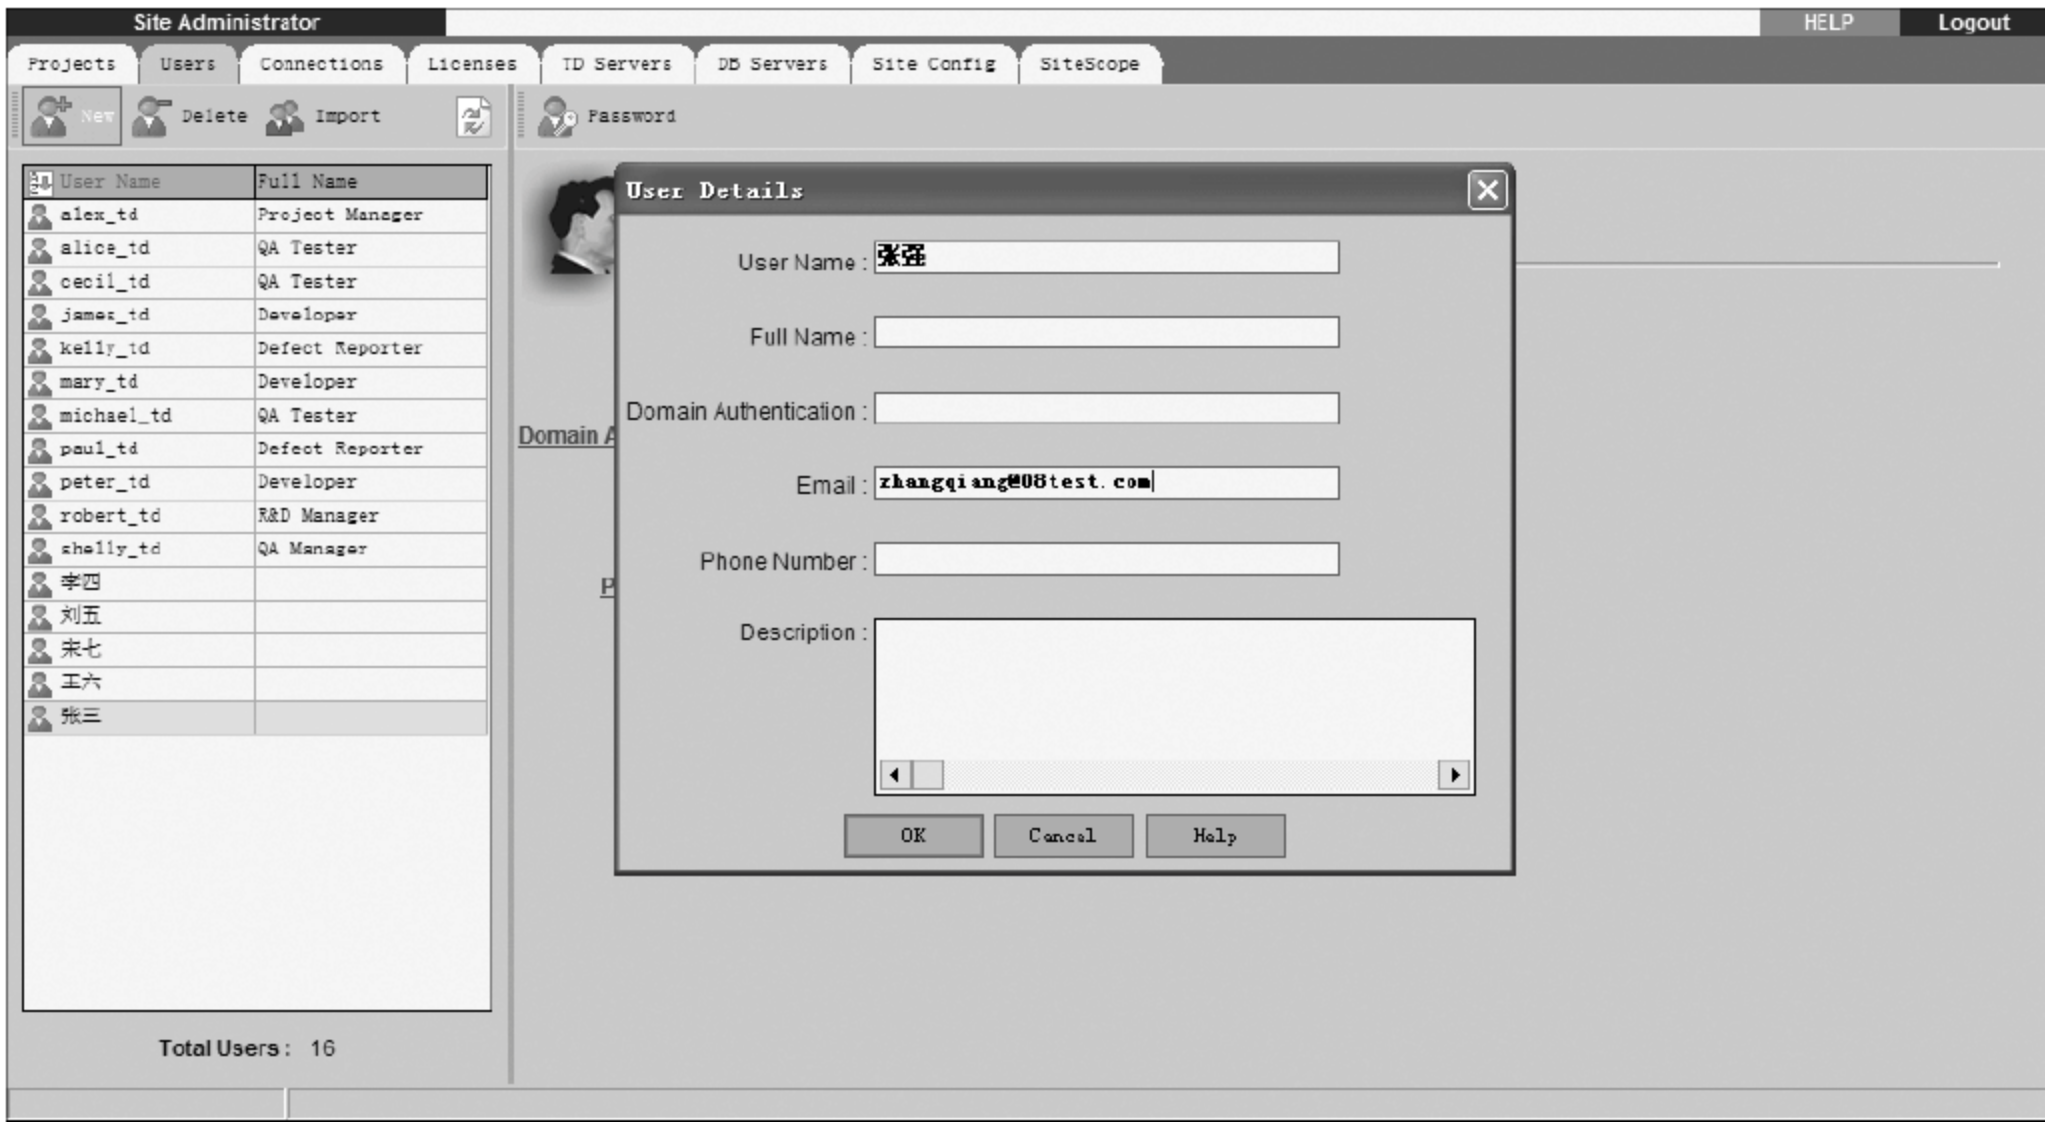 Site Administrator HELP Logout
Projects Users Connections Licenses TD Servers DB Servers Site Config SiteScope
New Delete Import Password
User Name Full Name
alex_td Project Manager
alice_td QA Tester
cecil_td QA Tester
james_td Developer
kelly_td Defect Reporter
mary_td Developer
michael_td QA Tester
paul_td Defect Reporter
peter_td Developer
robert_td R&D Manager
shelly_td QA Manager
李四
刘五
宋七
王六
张三
Total Users : 16
Domain A
P
User Details
User Name : 张强
Full Name :
Domain Authentication :
Email : zhangqiang@08test.com
Phone Number :
Description :
OK Cancel Help